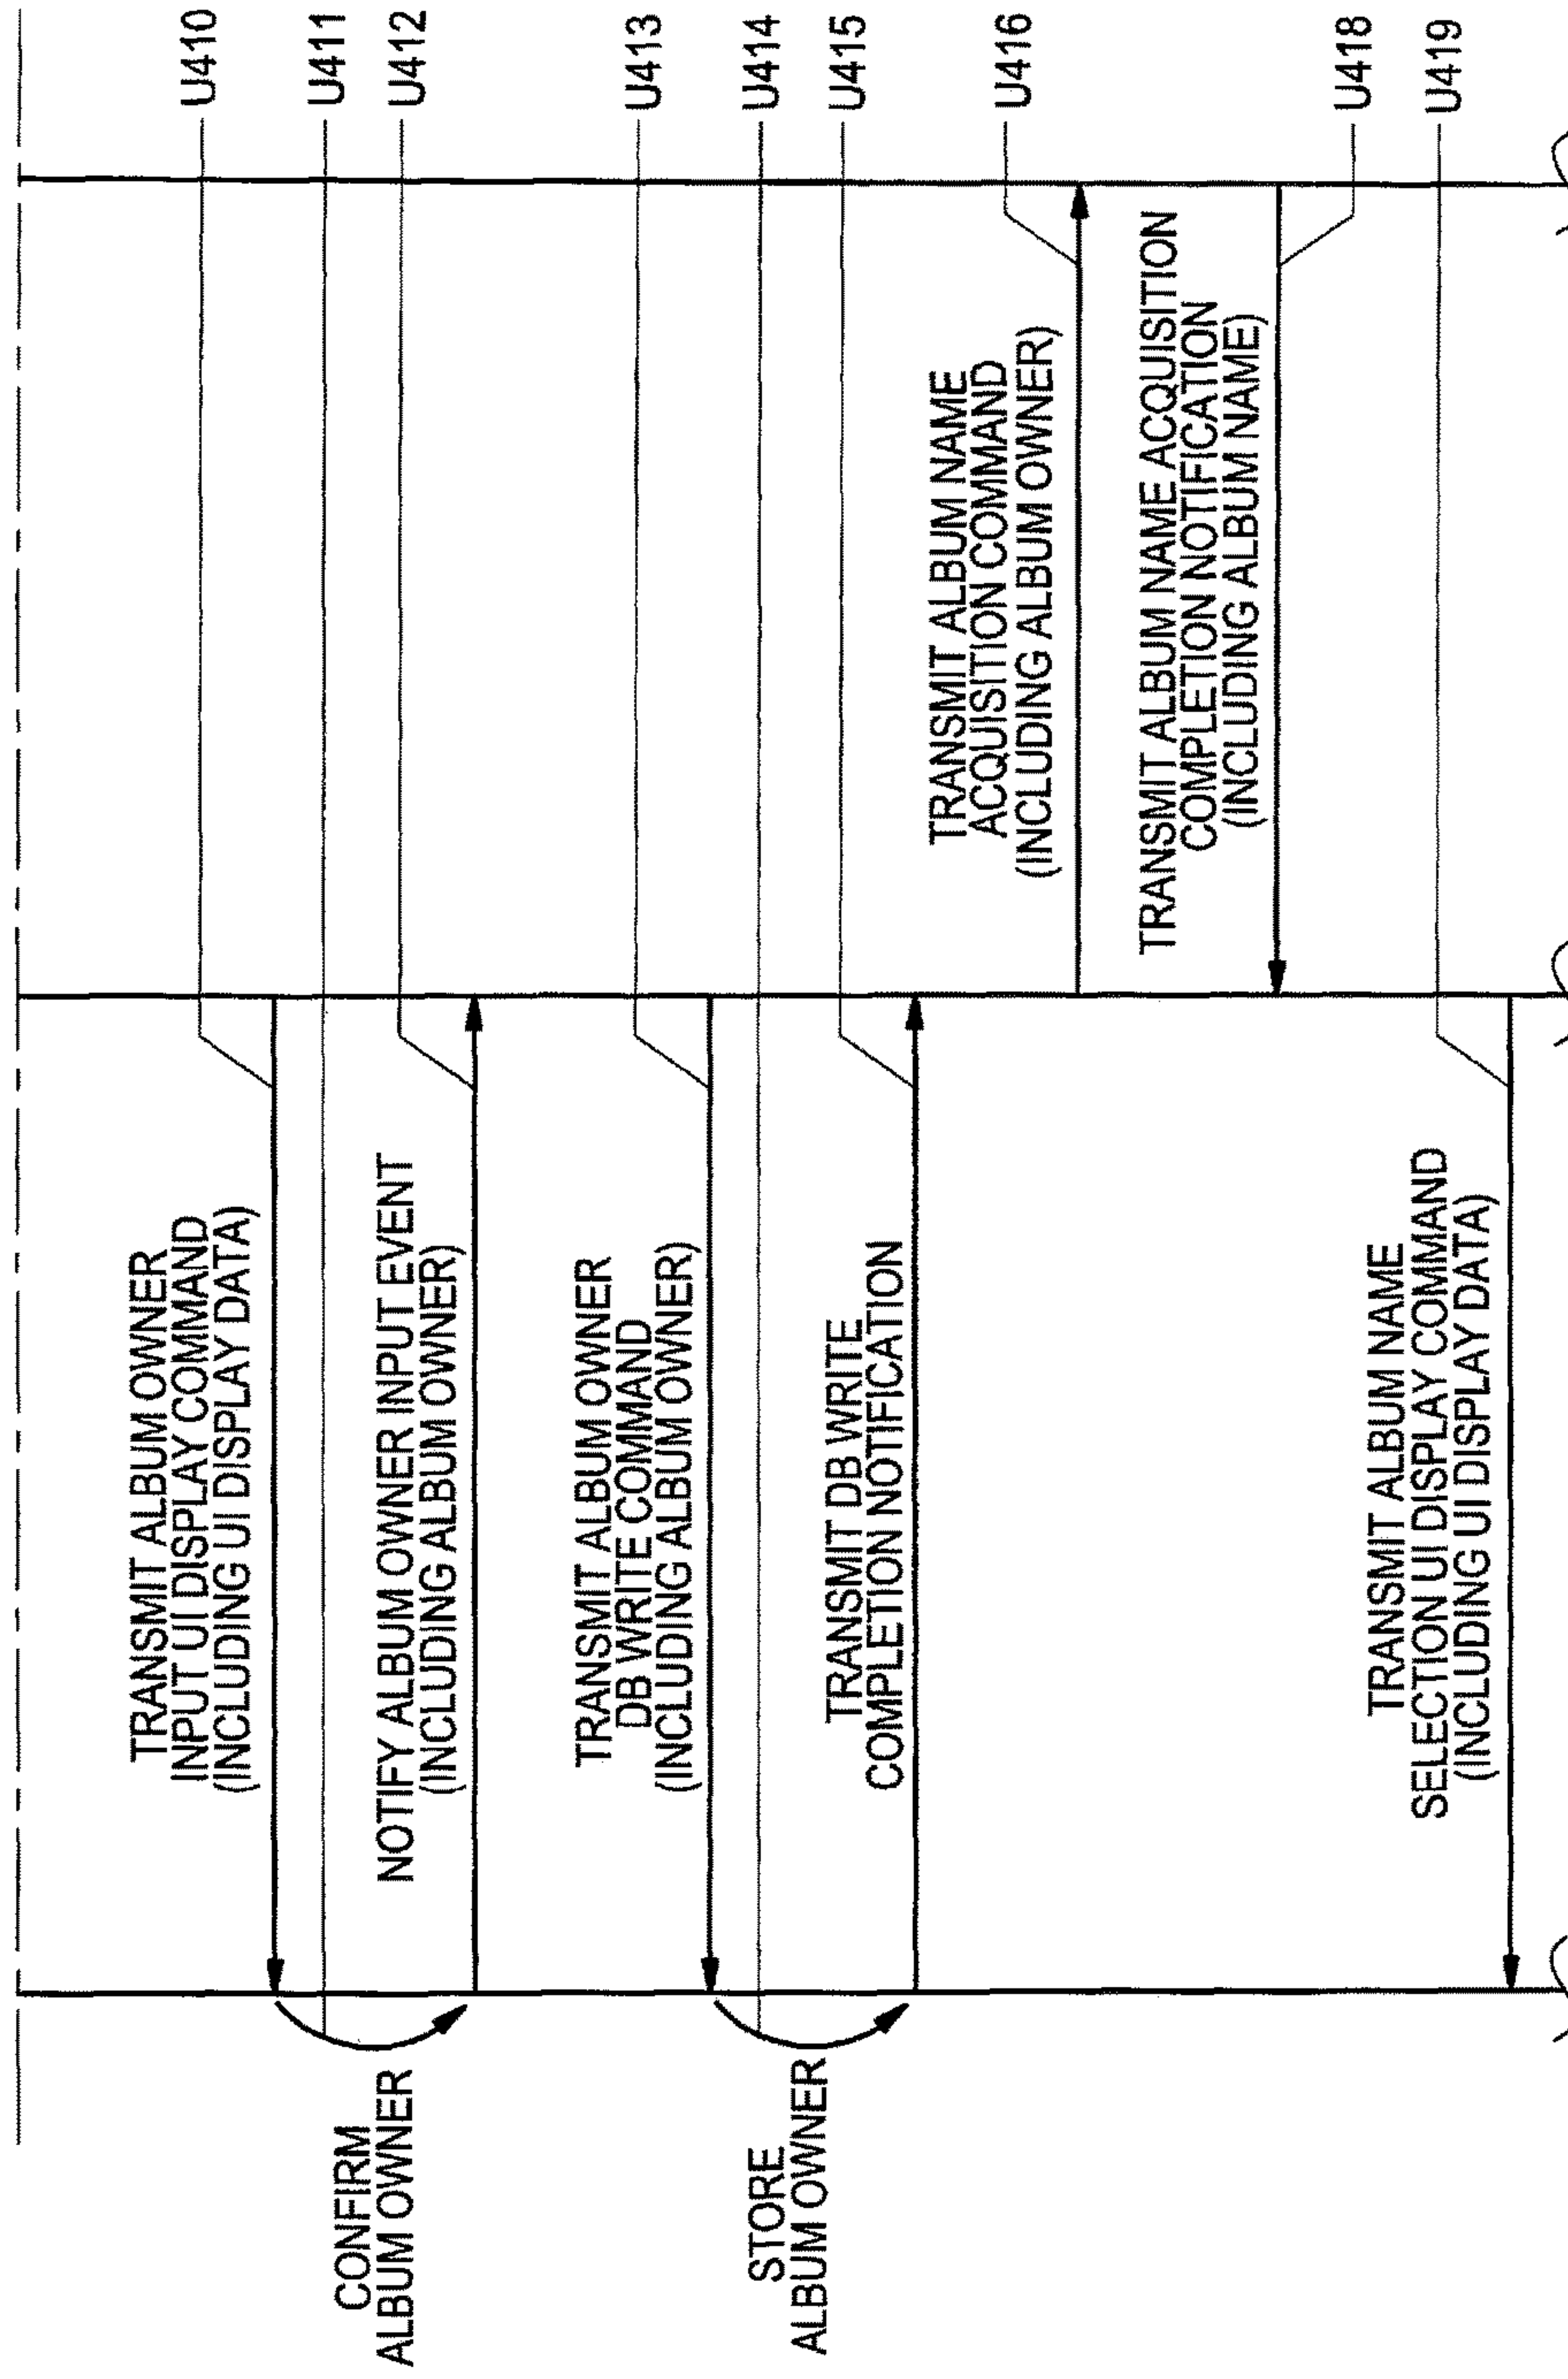 U410
TRANSMIT ALBUM OWNER
INPUT UI DISPLAY COMMAND
(INCLUDING UI DISPLAY DATA)
CONFIRM
ALBUM OWNER
U411
NOTIFY ALBUM OWNER INPUT EVENT
(INCLUDING ALBUM OWNER)
U412
TRANSMIT ALBUM OWNER
DB WRITE COMMAND
(INCLUDING ALBUM OWNER)
U413
STORE
ALBUM OWNER
U414
TRANSMIT DB WRITE
COMPLETION NOTIFICATION
U415
TRANSMIT ALBUM NAME
ACQUISITION COMMAND
(INCLUDING ALBUM OWNER)
U416
TRANSMIT ALBUM NAME ACQUISITION
COMPLETION NOTIFICATION
(INCLUDING ALBUM NAME)
U418
TRANSMIT ALBUM NAME
SELECTION UI DISPLAY COMMAND
(INCLUDING UI DISPLAY DATA)
U419